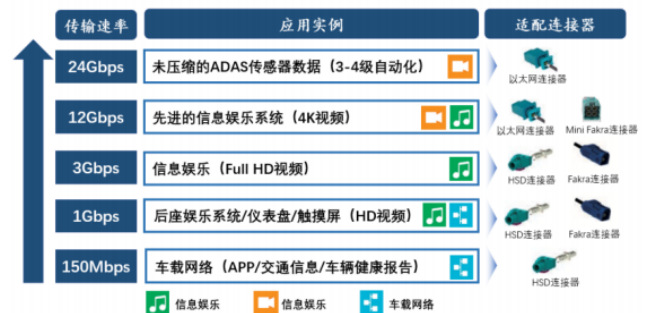 传输速率 应用实例 适配连接器
24Gbps 未压缩的ADAS传感器数据（3-4级自动化）
以太网连接器
12Gbps 先进的信息娱乐系统（4K视频）
以太网连接器 Mini Fakra连接器
3Gbps 信息娱乐（Full HD视频）
HSD连接器 Fakra连接器
1Gbps 后座娱乐系统/仪表盘/触摸屏（HD视频）
HSD连接器 Fakra连接器
150Mbps 车载网络（APP/交通信息/车辆健康报告）
HSD连接器
信息娱乐 信息娱乐 车载网络